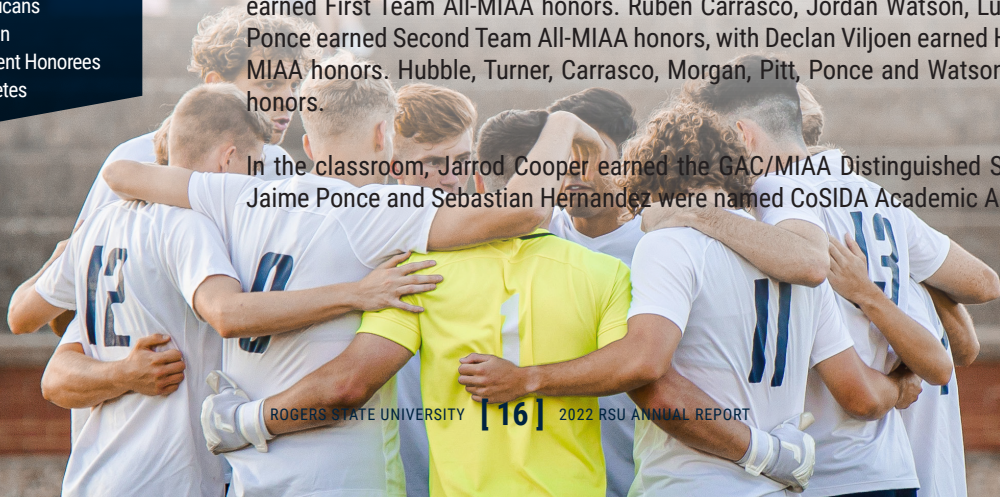 icans
n
ent Honorees
etes
earned First Team All-MIAA honors. Ruben Carrasco, Jordan Watson, Lu
Ponce earned Second Team All-MIAA honors, with Declan Viljoen earned H
MIAA honors. Hubble, Turner, Carrasco, Morgan, Pitt, Ponce and Watson
honors.
In the classroom, Jarrod Cooper earned the GAC/MIAA Distinguished S
Jaime Ponce and Sebastian Hernandez were named CoSIDA Academic A
12
9
1
11
13
ROGERS STATE UNIVERSITY [ 16 ] 2022 RSU ANNUAL REPORT